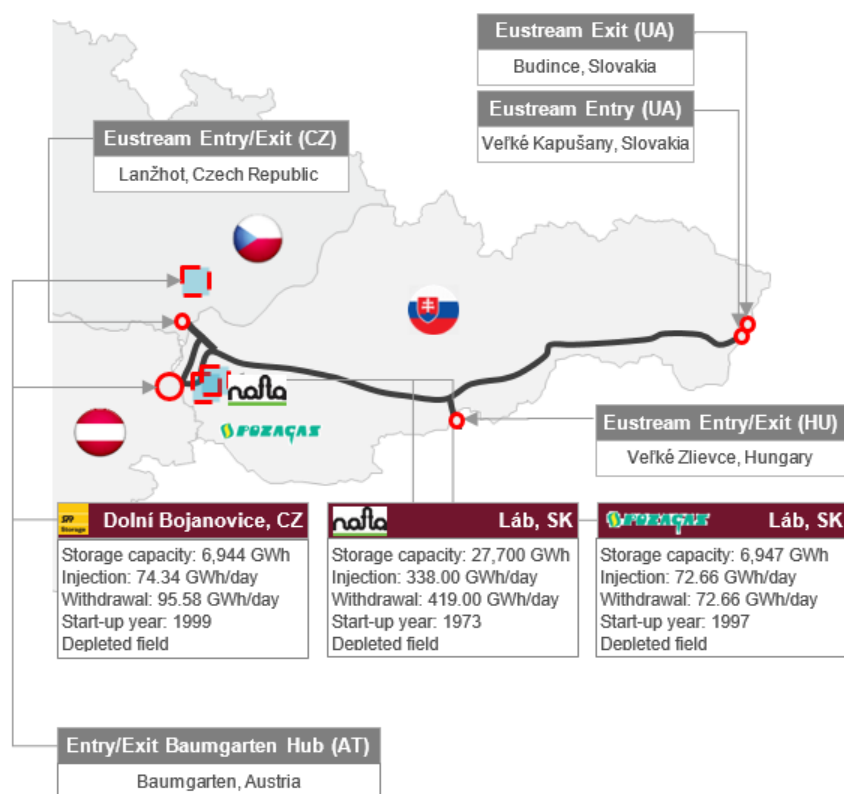 Eustream Exit (UA)
Budince, Slovakia
Eustream Entry (UA)
Veľké Kapušany, Slovakia
Eustream Entry/Exit (CZ)
Lanžhot, Czech Republic
nafta
POZAGAS
Eustream Entry/Exit (HU)
Veľké Zlievce, Hungary
SPP Storage
Dolní Bojanovice, CZ
Storage capacity: 6,944 GWh
Injection: 74.34 GWh/day
Withdrawal: 95.58 GWh/day
Start-up year: 1999
Depleted field
nafta
Láb, SK
Storage capacity: 27,700 GWh
Injection: 338.00 GWh/day
Withdrawal: 419.00 GWh/day
Start-up year: 1973
Depleted field
POZAGAS
Láb, SK
Storage capacity: 6,947 GWh
Injection: 72.66 GWh/day
Withdrawal: 72.66 GWh/day
Start-up year: 1997
Depleted field
Entry/Exit Baumgarten Hub (AT)
Baumgarten, Austria